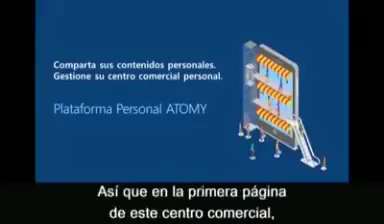 Comparta sus contenidos personales.
Gestione su centro comercial personal.
Plataforma Personal ATOMY
Así que en la primera página
de este centro comercial,